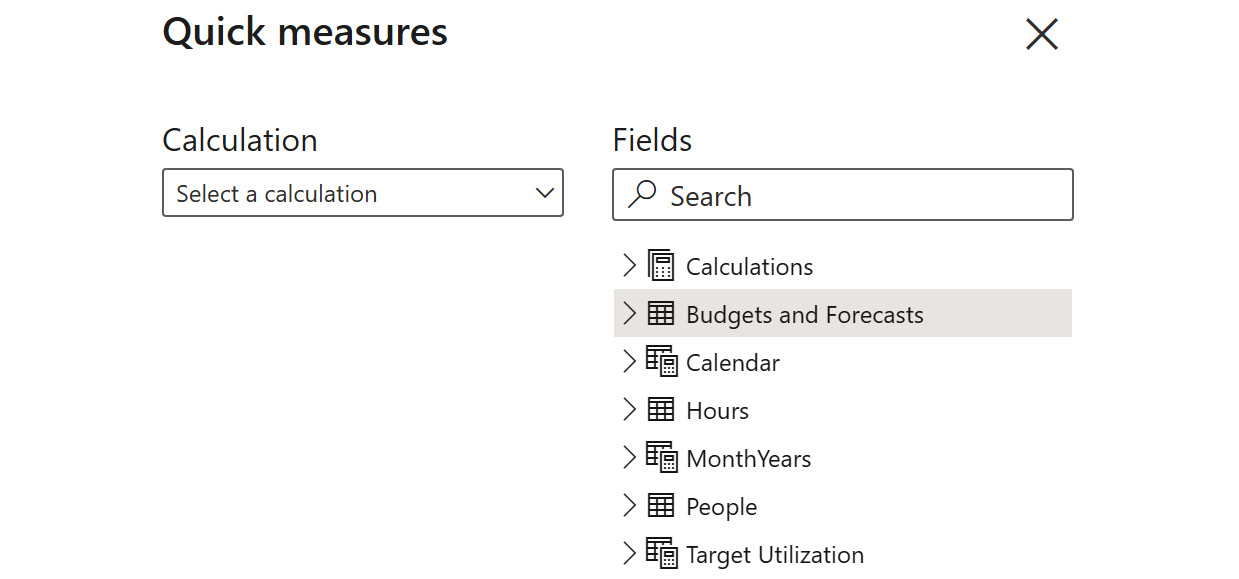 Quick measures
Calculation
Select a calculation
Fields
Search
Calculations
Budgets and Forecasts
Calendar
Hours
MonthYears
People
Target Utilization